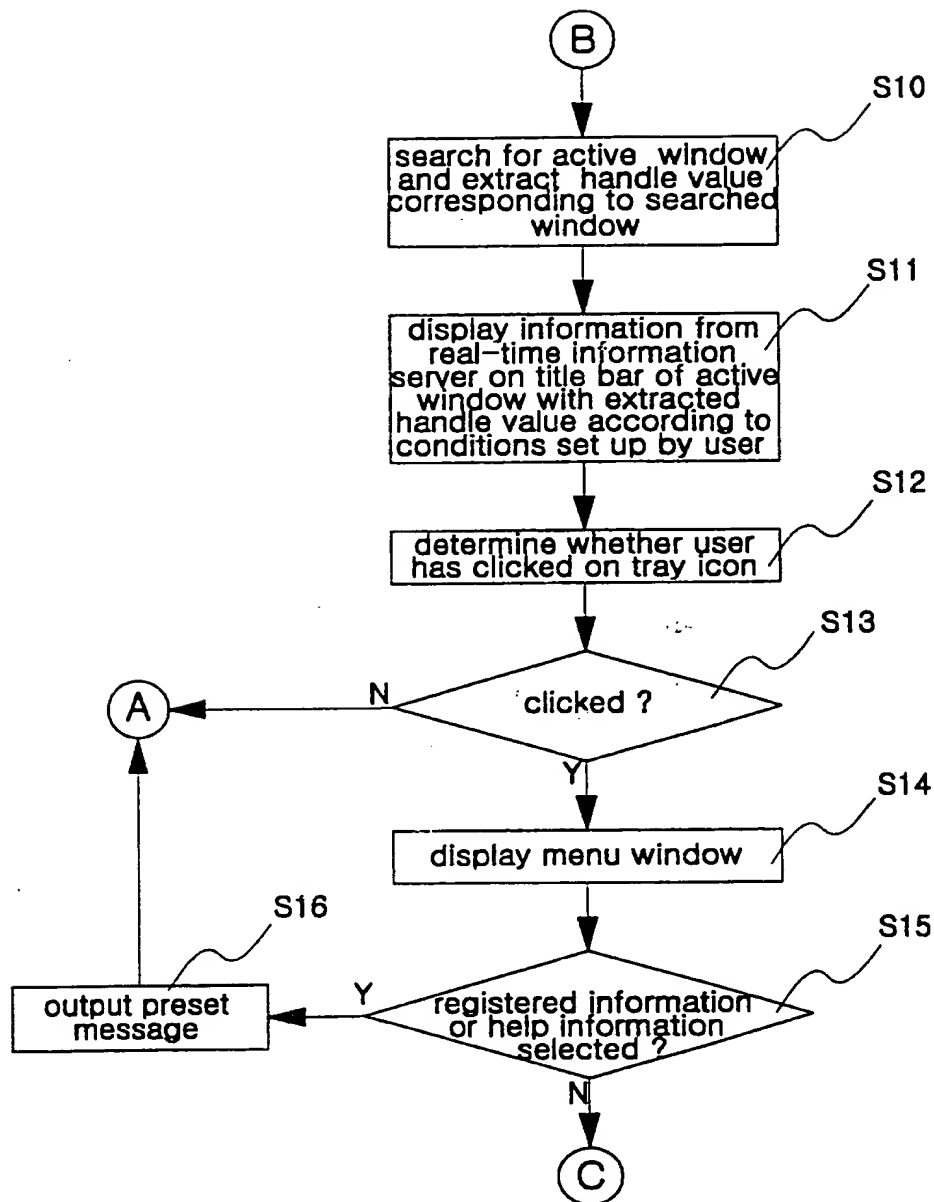 B
S10
search for active window
and extract handle value
corresponding to searched
window
S11
display information from
real-time information
server on title bar of active
window with extracted
handle value according to
conditions set up by user
S12
determine whether user
has clicked on tray icon
S13
A
N
clicked ?
Y
S14
display menu window
S16
S15
output preset
message
Y
registered information
or help information
selected ?
N
C